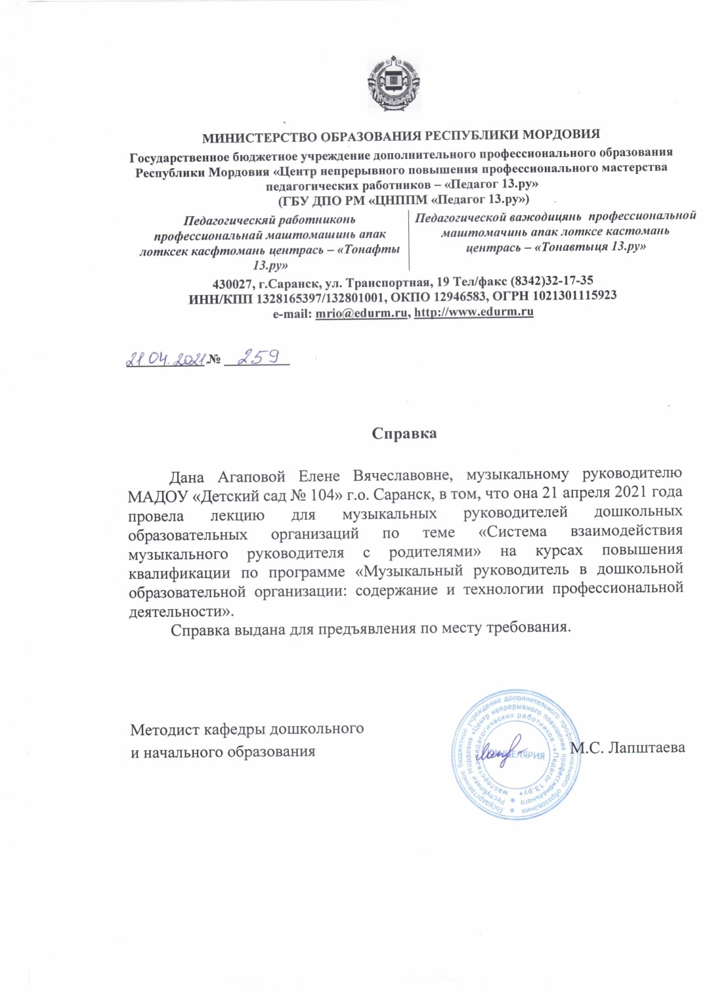 МИНИСТЕРСТВО ОБРАЗОВАНИЯ РЕСПУБЛИКИ МОРДОВИЯ
Государственное бюджетное учреждение дополнительного профессионального образования
Республики Мордовия «Центр непрерывного повышения профессионального мастерства
педагогических работников – «Педагог 13.ру»
(ГБУ ДПО РМ «ЦНППМ «Педагог 13.ру»)
Педагогическяй работниконь
профессиональнай маштомашинь апак
лотксек касфтомань центрась – «Тонафты
13.ру»
Педагогической важодицянь профессиональной
маштомачинь апак лотксе кастомань
центрась – «Тонавтыця 13.ру»
430027, г.Саранск, ул. Транспортная, 19 Тел/факс (8342)32-17-35
ИНН/КПП 1328165397/132801001, ОКПО 12946583, ОГРН 1021301115923
e-mail: mrio@edurm.ru, http://www.edurm.ru
21.04.2021 № 259
Справка
Дана Агаповой Елене Вячеславовне, музыкальному руководителю
МАДОУ «Детский сад № 104» г.о. Саранск, в том, что она 21 апреля 2021 года
провела лекцию для музыкальных руководителей дошкольных
образовательных организаций по теме «Система взаимодействия
музыкального руководителя с родителями» на курсах повышения
квалификации по программе «Музыкальный руководитель в дошкольной
образовательной организации: содержание и технологии профессиональной
деятельности».
Справка выдана для предъявления по месту требования.
Методист кафедры дошкольного
и начального образования
М.С. Лапштаева
Государственное бюджетное учреждение дополнительного профессионального образования
Республики Мордовия «Центр непрерывного повышения профессионального
мастерства педагогических работников - «Педагог 13.ру»
КАНЦЕЛЯРИЯ